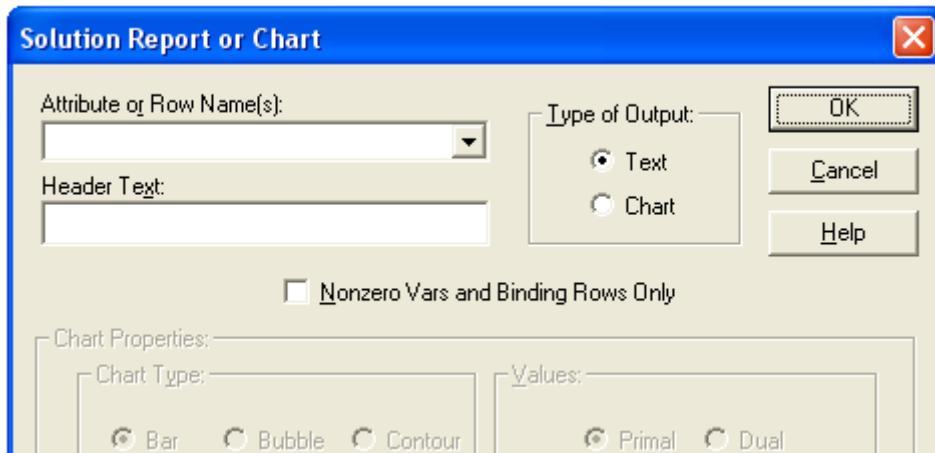 Solution Report or Chart
Attribute or Row Name(s):
Header Text:
Type of Output:
Text
Chart
OK
Cancel
Help
Nonzero Vars and Binding Rows Only
Chart Properties:
Chart Type:
Bar Bubble Contour
Values:
Primal Dual